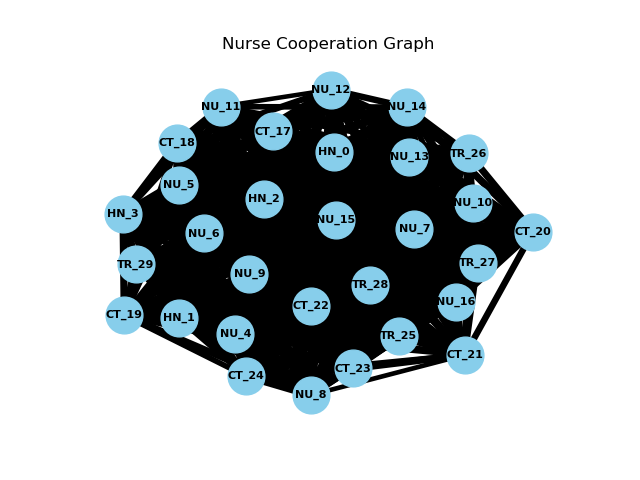 Nurse Cooperation Graph
NU_12
NU_11
NU_14
CT_17
CT_18
HN_0
NU_13
TR_26
NU_5
HN_2
NU_10
HN_3
NU_15
NU_6
NU_7
CT_20
TR_29
TR_27
NU_9
TR_28
NU_16
CT_22
CT_19
HN_1
NU_4
TR_25
CT_21
CT_23
CT_24
NU_8